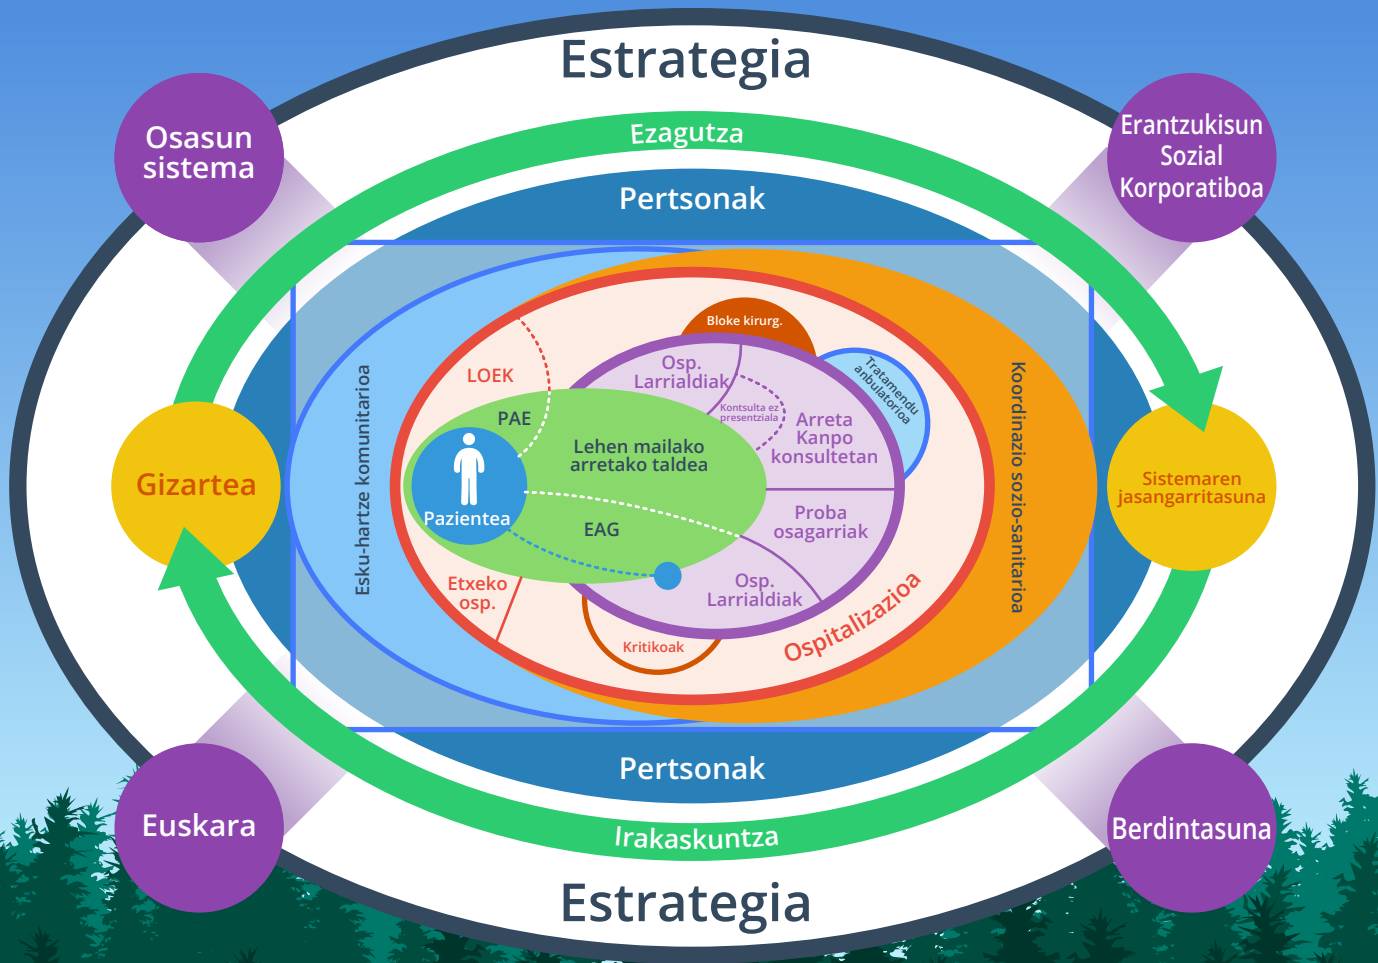 Estrategia
Osasun
sistema
Erantzukisun
Sozial
Korporatiboa
Ezagutza
Pertsonak
Bloke kirurg.
Osp.
Larrialdiak
Tratamendu
anbulatorioa
LOEK
Kontsulta ez
presentziala
PAE
Arreta
Kanpo
konsultetan
Lehen mailako
arretako taldea
Esku-hartze komunitarioa
Koordinazio sozio-sanitarioa
Gizartea
Sistemaren
jasangarritasuna
Pazientea
EAG
Proba
osagarriak
Etxeko
osp.
Osp.
Larrialdiak
Ospitalizazioa
Kritikoak
Pertsonak
Euskara
Berdintasuna
Irakaskuntza
Estrategia